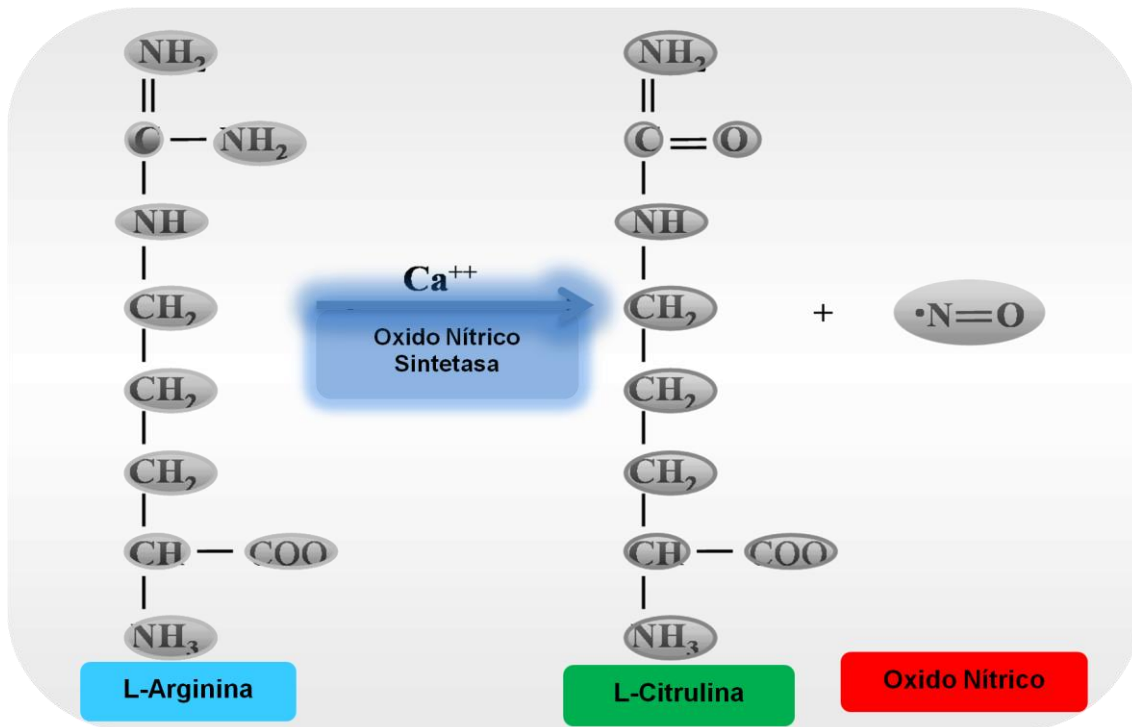 NH₂
C — NH₂
NH
CH₂
CH₂
CH₂
CH — COO
NH₃
L-Arginina
Ca⁺⁺
Oxido Nítrico
Sintetasa
NH₂
C = O
NH
CH₂
CH₂
CH₂
CH — COO
NH₃
L-Citrulina
+
•N=O
Oxido Nítrico